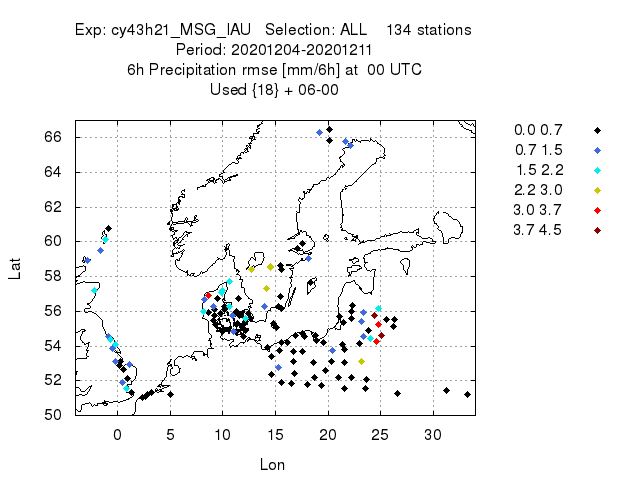 Exp: cy43h21_MSG_IAU   Selection: ALL    134 stations
Period: 20201204-20201211
6h Precipitation rmse [mm/6h] at  00 UTC
Used {18} + 06-00
0.0 0.7
0.7 1.5
1.5 2.2
2.2 3.0
3.0 3.7
3.7 4.5
66
64
62
60
58
56
54
52
50
Lat
0 5 10 15 20 25 30
Lon